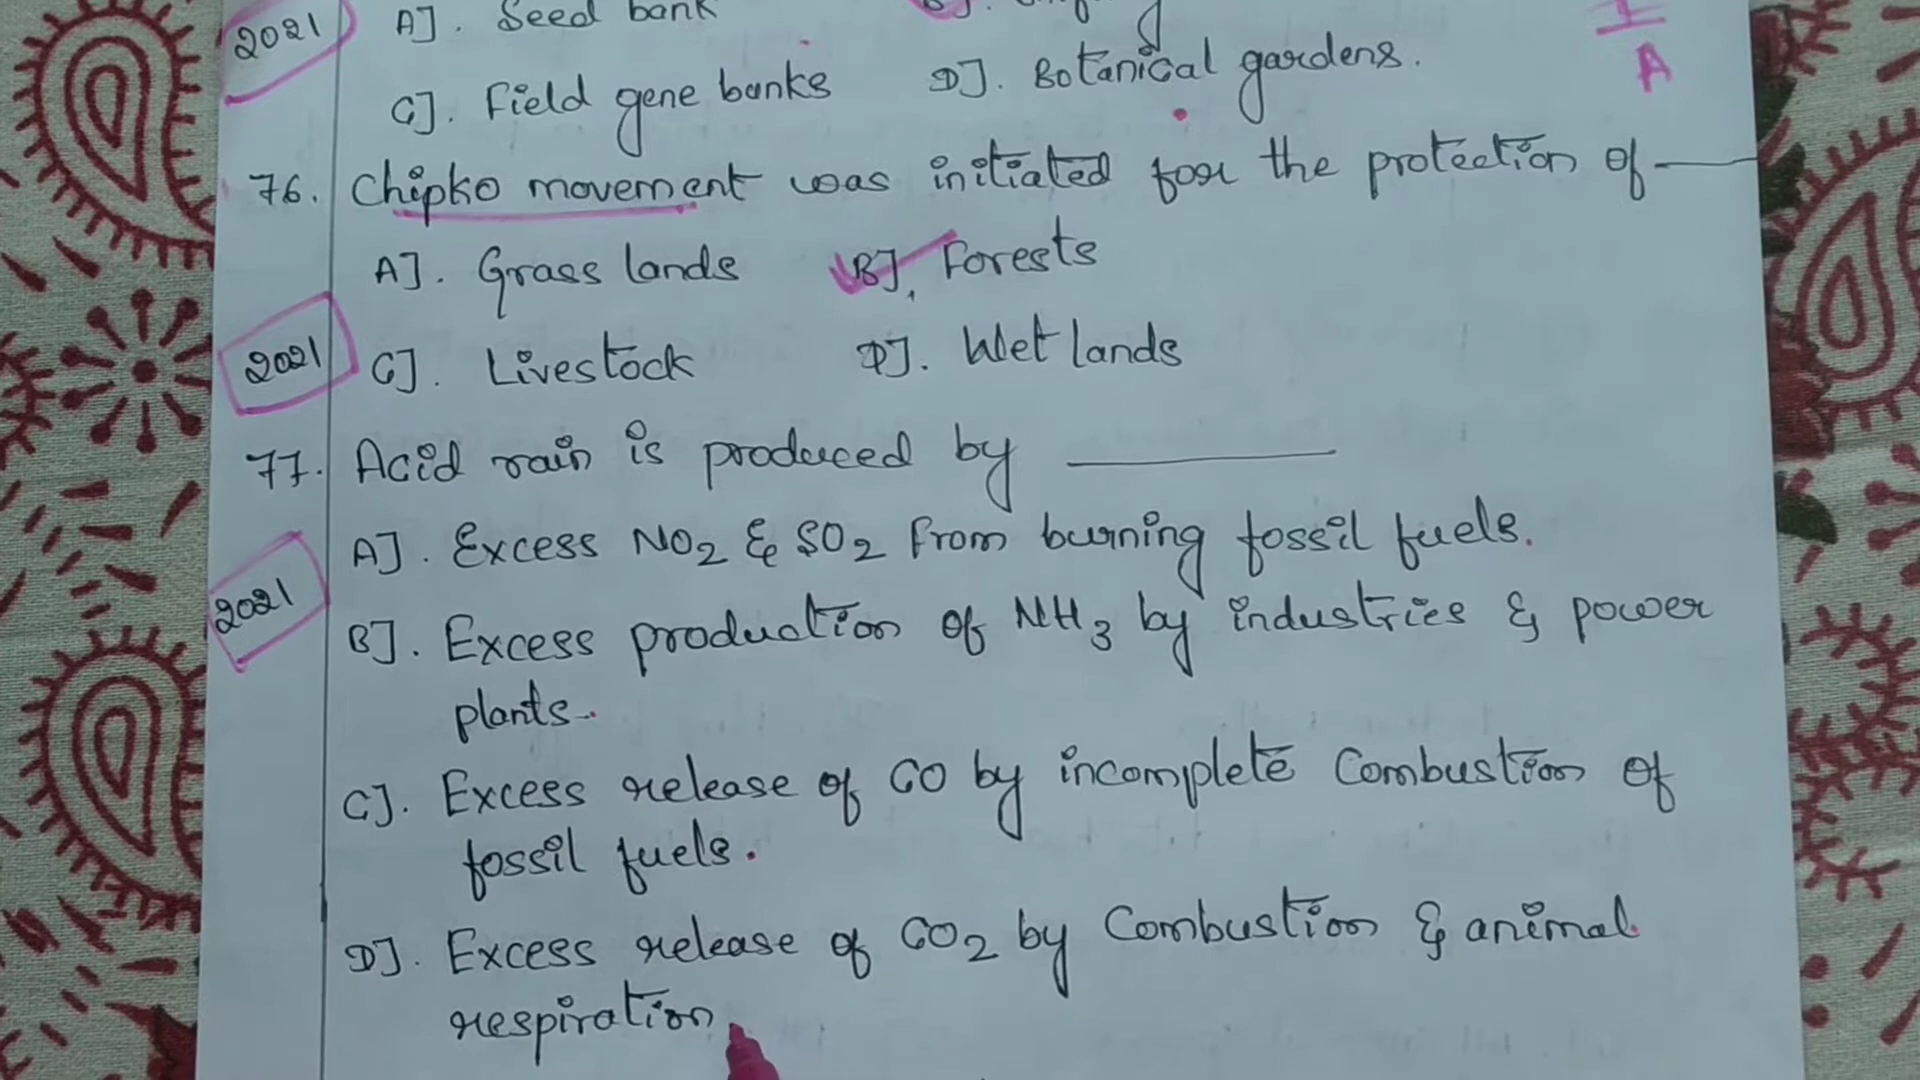 2021
A]. Seed bank
C]. Field gene banks D]. Botanical gardens.
A
76. Chipko movement was initiated for the protection of —
A]. Grass lands B]. Forests
2021
C]. Livestock D]. Wet lands
77. Acid rain is produced by ______
A]. Excess NO2 & SO2 from burning fossil fuels.
2021
B]. Excess production of NH3 by industries & power
plants.
C]. Excess release of CO by incomplete Combustion of
fossil fuels.
D]. Excess release of CO2 by Combustion & animal
respiration